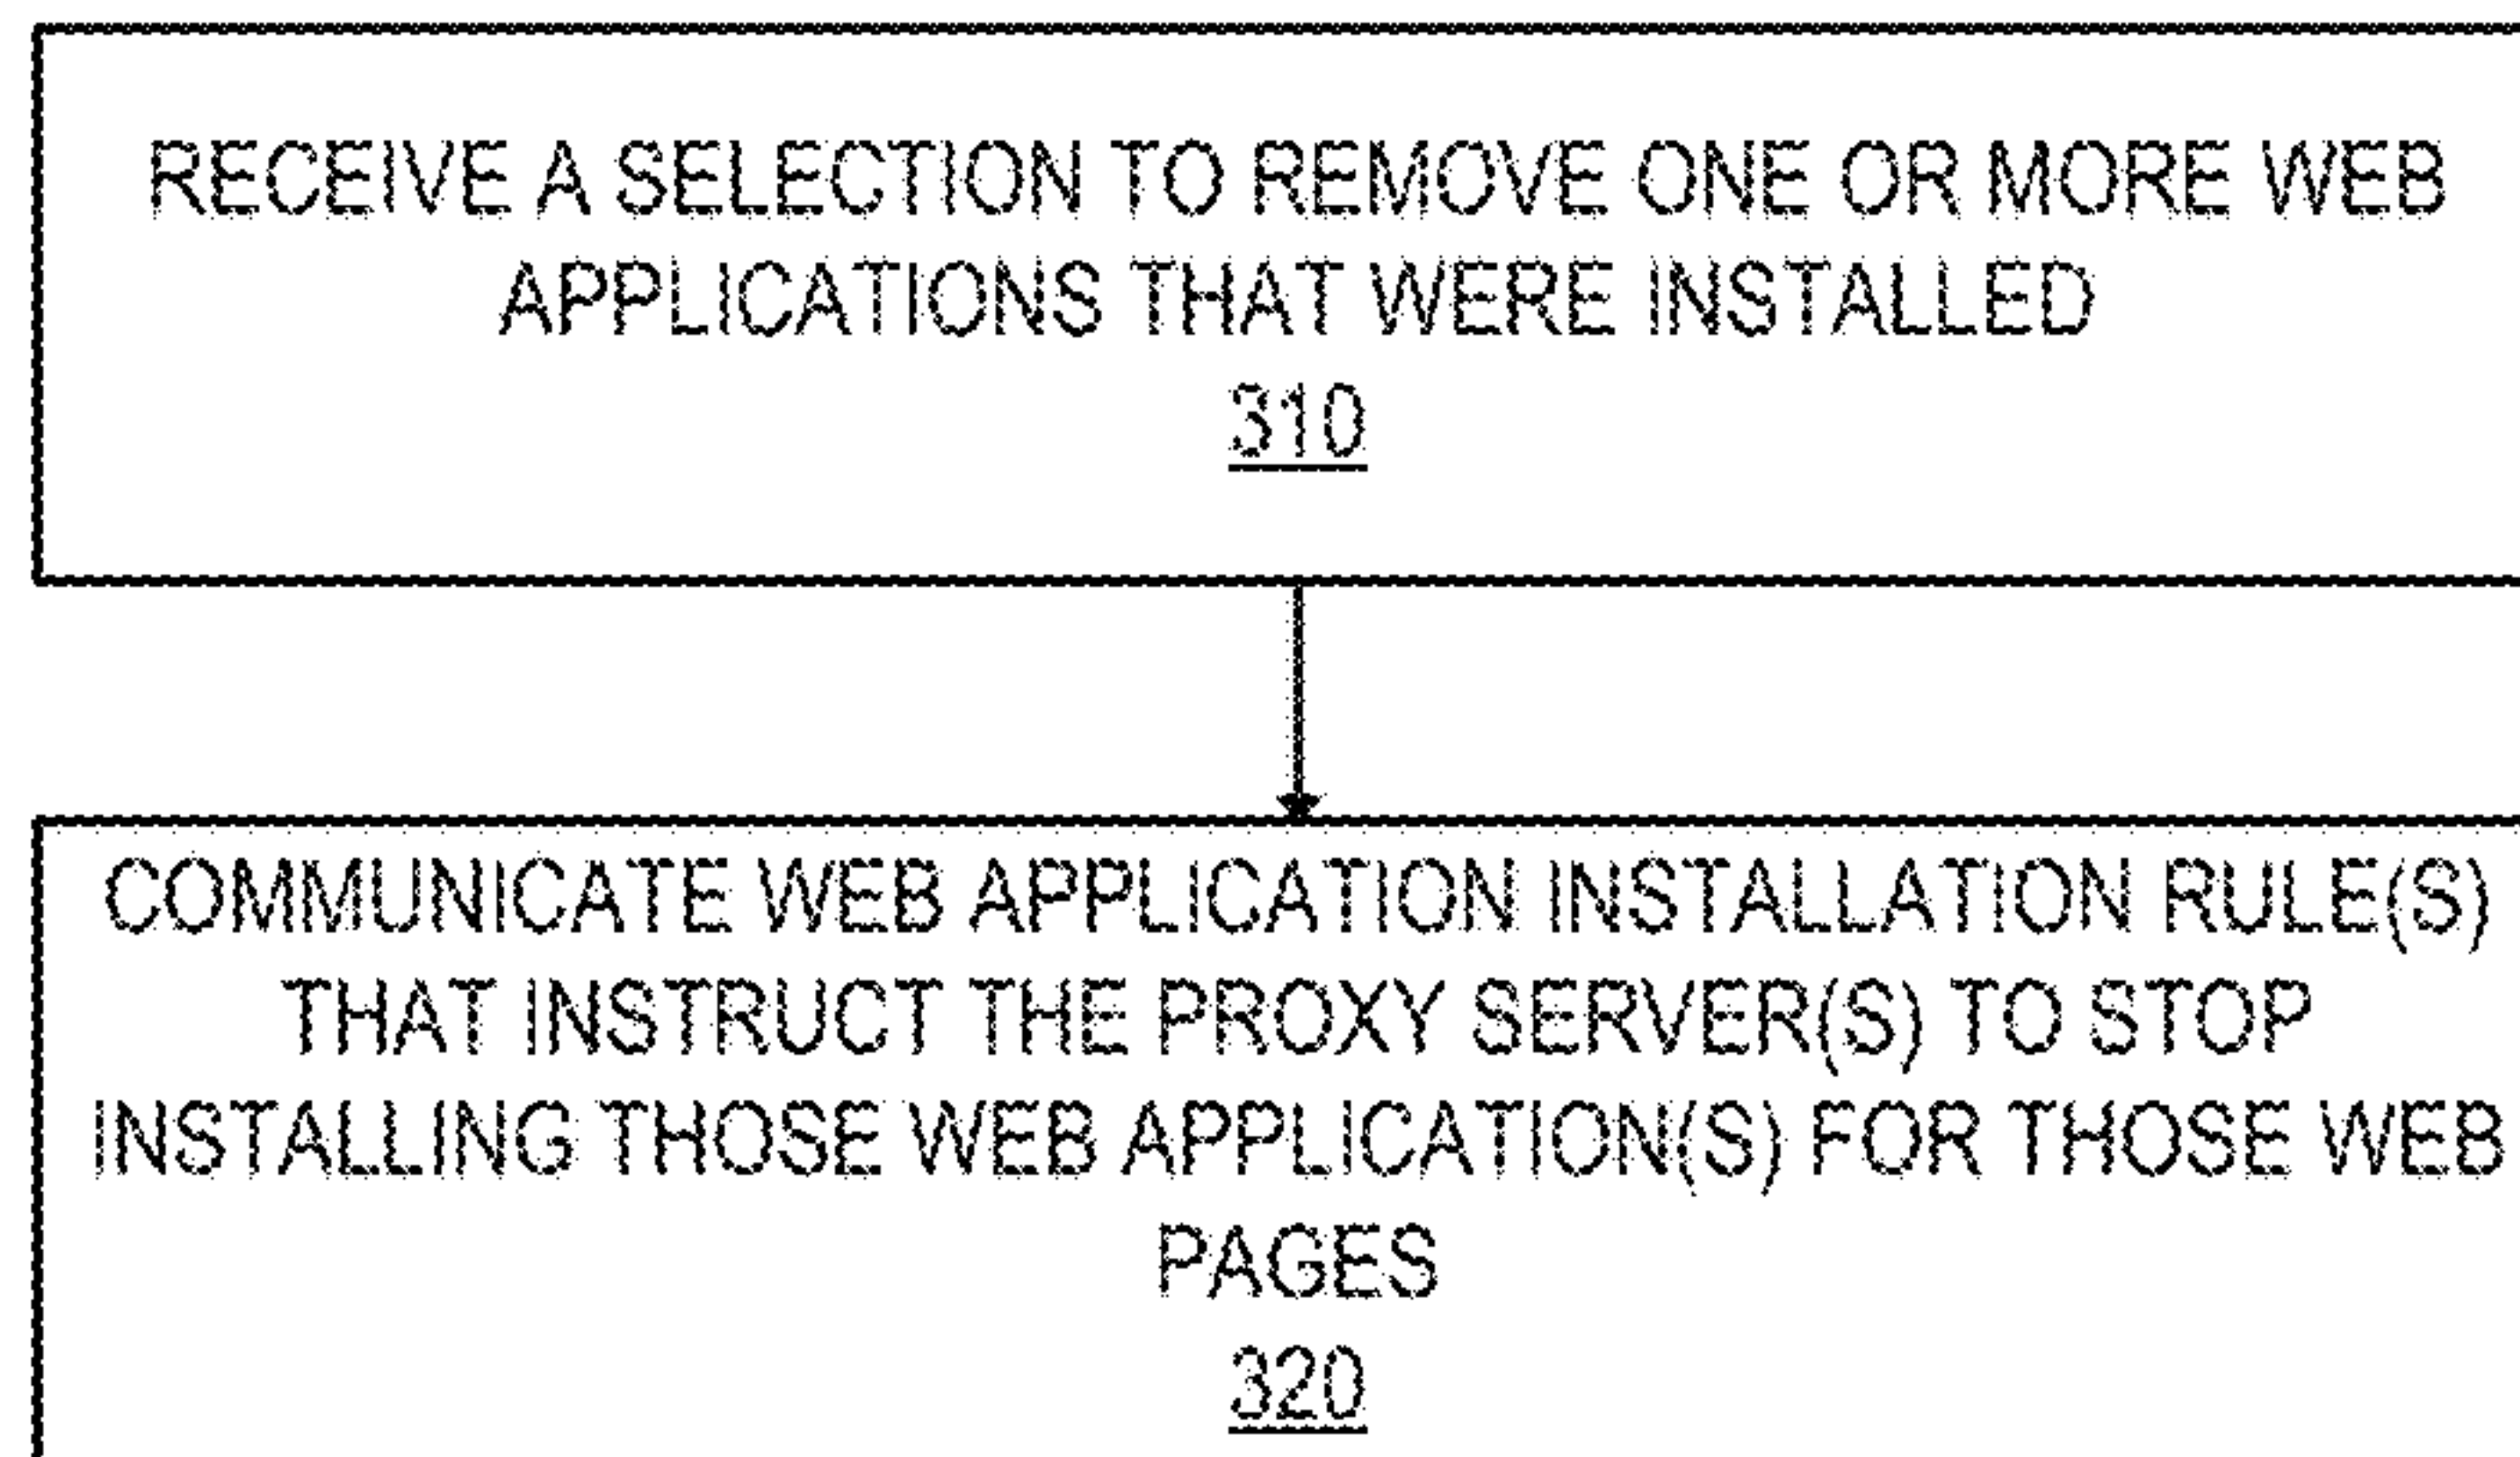 RECEIVE A SELECTION TO REMOVE ONE OR MORE WEB
APPLICATIONS THAT WERE INSTALLED
310
COMMUNICATE WEB APPLICATION INSTALLATION RULE(S)
THAT INSTRUCT THE PROXY SERVER(S) TO STOP
INSTALLING THOSE WEB APPLICATION(S) FOR THOSE WEB
PAGES
320